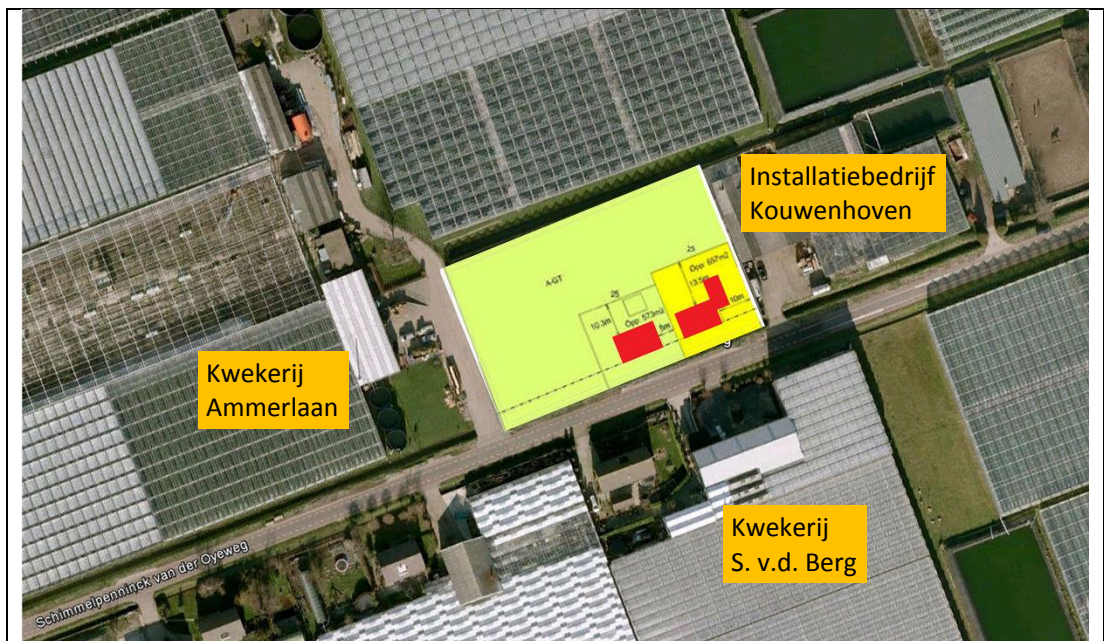 Installatiebedrijf
Kouwenhoven
A-GT
2s
Opp: 657m2
13.5m
10m
2s
10.3m
Opp: 573m2
5m
g
Kwekerij
Ammerlaan
Kwekerij
S. v.d. Berg
Schimmelpenninck van der Oyeweg